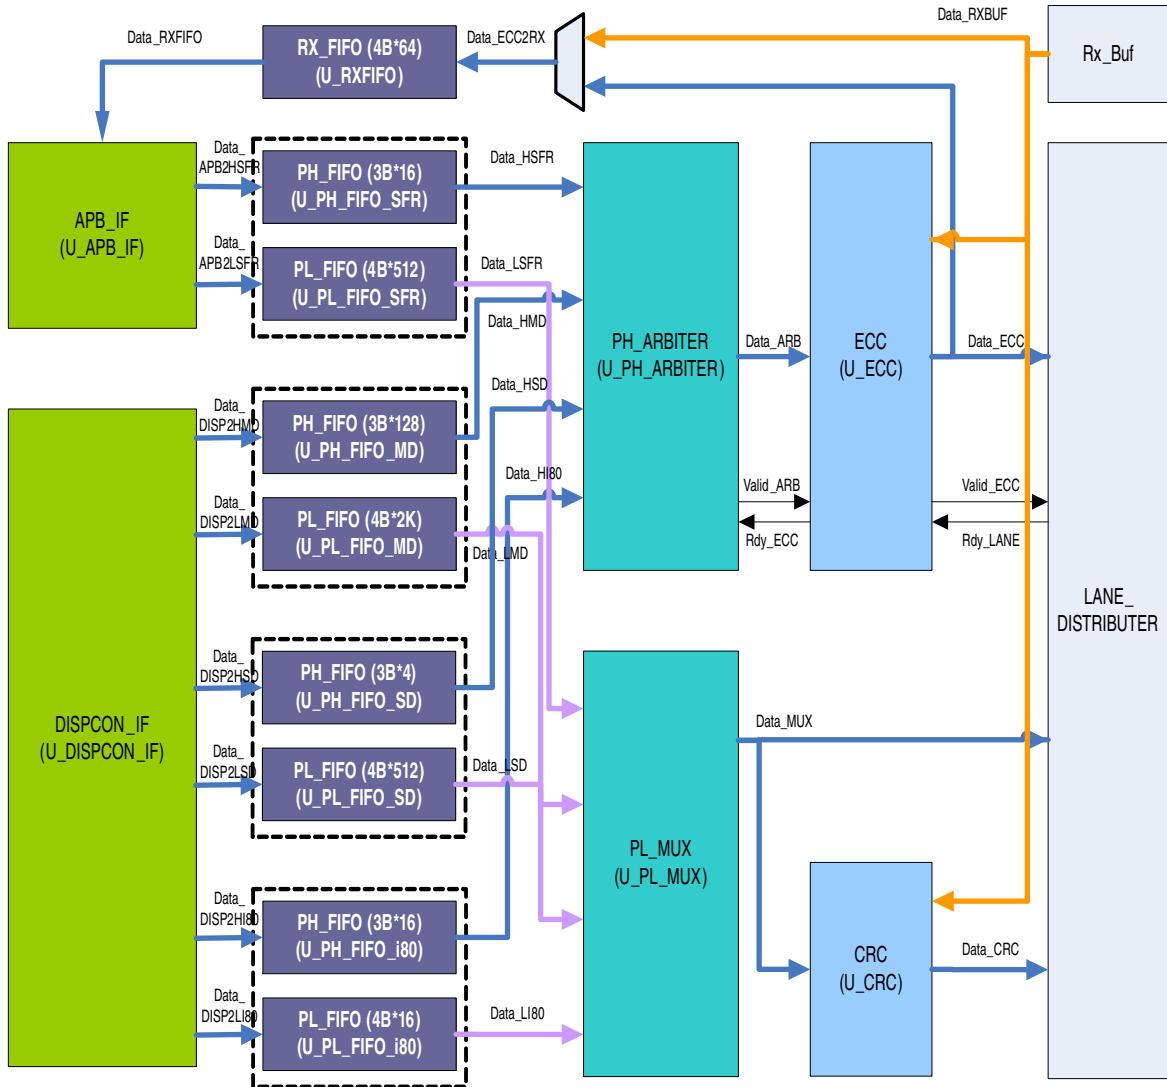 Data_RXFIFO
RX_FIFO (4B*64)
(U_RXFIFO)
Data_ECC2RX
Data_RXBUF
Rx_Buf
APB_IF
(U_APB_IF)
Data_
APB2HSFR
Data_
APB2LSFR
PH_FIFO (3B*16)
(U_PH_FIFO_SFR)
PL_FIFO (4B*512)
(U_PL_FIFO_SFR)
Data_HSFR
Data_LSFR
Data_HMD
Data_HSD
Data_HI80
Data_LMD
PH_ARBITER
(U_PH_ARBITER)
Data_ARB
Valid_ARB
Rdy_ECC
ECC
(U_ECC)
Data_ECC
Valid_ECC
Rdy_LANE
LANE_
DISTRIBUTER
DISPCON_IF
(U_DISPCON_IF)
Data_
DISP2HMD
Data_
DISP2LMD
PH_FIFO (3B*128)
(U_PH_FIFO_MD)
PL_FIFO (4B*2K)
(U_PL_FIFO_MD)
Data_
DISP2HSD
Data_
DISP2LSD
PH_FIFO (3B*4)
(U_PH_FIFO_SD)
PL_FIFO (4B*512)
(U_PL_FIFO_SD)
Data_LSD
PL_MUX
(U_PL_MUX)
Data_MUX
Data_
DISP2HI80
Data_
DISP2LI80
PH_FIFO (3B*16)
(U_PH_FIFO_i80)
PL_FIFO (4B*16)
(U_PL_FIFO_i80)
Data_LI80
CRC
(U_CRC)
Data_CRC